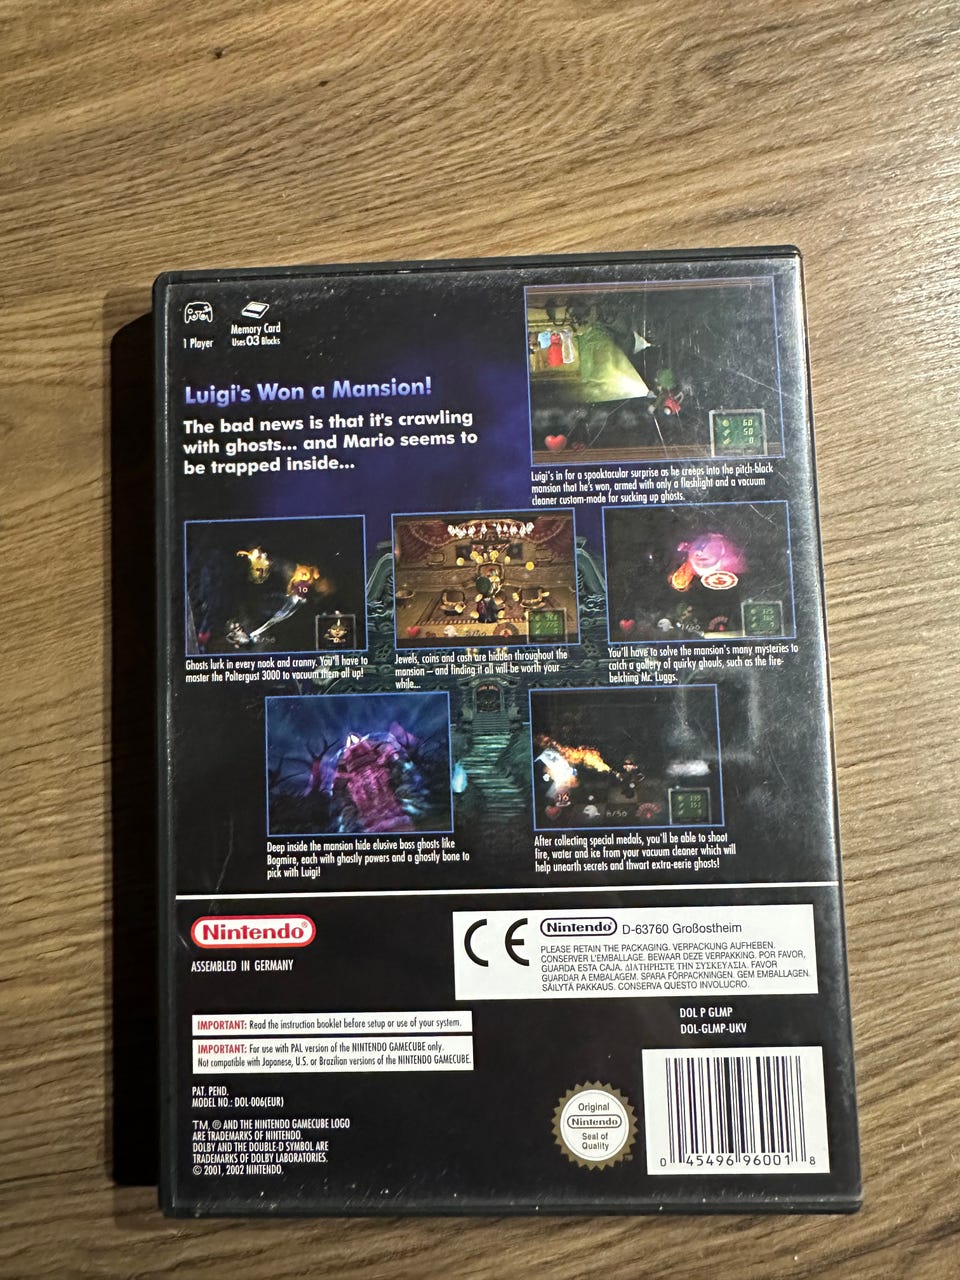 1 Player
Memory Card
Uses 03 Blocks
Luigi's Won a Mansion!
The bad news is that it's crawling
with ghosts... and Mario seems to
be trapped inside...
60
50
0
Luigi's in for a spooktacular surprise as he creeps into the pitch-black
mansion that he's won, armed with only a flashlight and a vacuum
cleaner custom-made for sucking up ghosts.
10
Ghosts lurk in every nook and cranny. You'll have to
master the Poltergust 3000 to vacuum them all up!
Jewels, coins and cash are hidden throughout the
mansion – and finding it all will be worth your
while...
You'll have to solve the mansion's many mysteries to
catch a gallery of quirky ghouls, such as the fire-
belching Mr. Luggs.
Deep inside the mansion hide elusive boss ghosts like
Bogmire, each with ghostly powers and a ghostly bone to
pick with Luigi!
16
After collecting special medals, you'll be able to shoot
fire, water and ice from your vacuum cleaner which will
help unearth secrets and thwart extra-eerie ghosts!
Nintendo®
ASSEMBLED IN GERMANY
CE Nintendo D-63760 Großostheim
PLEASE RETAIN THE PACKAGING. VERPACKUNG AUFHEBEN.
CONSERVER L'EMBALLAGE. BEWAAR DEZE VERPAKKING. POR FAVOR,
GUARDA ESTA CAJA. ΔΙΑΤΗΡΗΣΤΕ ΤΗΝ ΣΥΣΚΕΥΑΣΙΑ. FAVOR
GUARDAR A EMBALAGEM. SPARA FÖRPACKNINGEN. GEM EMBALLAGEN.
SÄILYTÄ PAKKAUS. CONSERVA QUESTO INVOLUCRO.
DOL P GLMP
DOL-GLMP-UKV
IMPORTANT: Read the instruction booklet before setup or use of your system.
IMPORTANT: For use with PAL version of the NINTENDO GAMECUBE only.
Not compatible with Japanese, U.S. or Brazilian versions of the NINTENDO GAMECUBE.
PAT. PEND.
MODEL NO.: DOL-006(EUR)
TM, ® AND THE NINTENDO GAMECUBE LOGO
ARE TRADEMARKS OF NINTENDO.
DOLBY AND THE DOUBLE-D SYMBOL ARE
TRADEMARKS OF DOLBY LABORATORIES.
© 2001, 2002 NINTENDO.
Original
Nintendo
Seal of
Quality
0 45496 96001 8